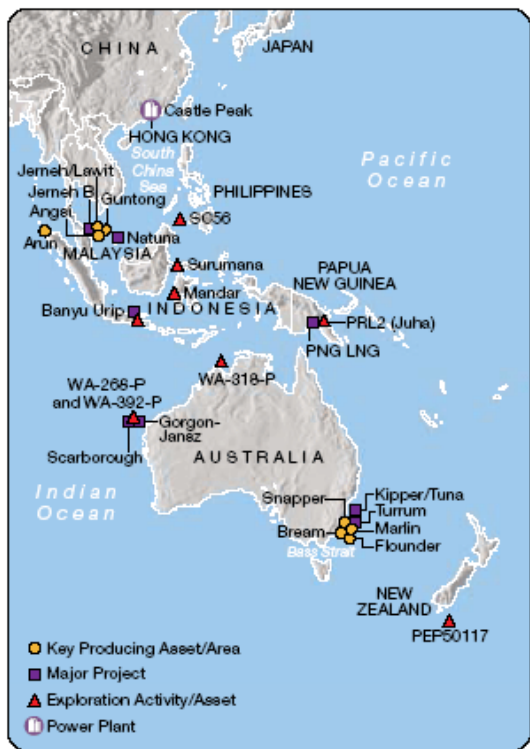 CHINA
JAPAN
Castle Peak
HONG KONG
South
China
Sea
Pacific
Ocean
Jerneh/Lawit
Jerneh B
Guntong
Angsi
PHILIPPINES
SC56
Natuna
Arun
MALAYSIA
Surumana
PAPUA
NEW GUINEA
Mandar
Banyu Urip
INDONESIA
PRL2 (Juha)
PNG LNG
WA-318-P
WA-268-P
and WA-392-P
Gorgon-
Jansz
Scarborough
AUSTRALIA
Indian
Ocean
Snapper
Kipper/Tuna
Turrum
Bream
Marlin
Bass Strait
Flounder
NEW
ZEALAND
PEP50117
Key Producing Asset/Area
Major Project
Exploration Activity/Asset
Power Plant